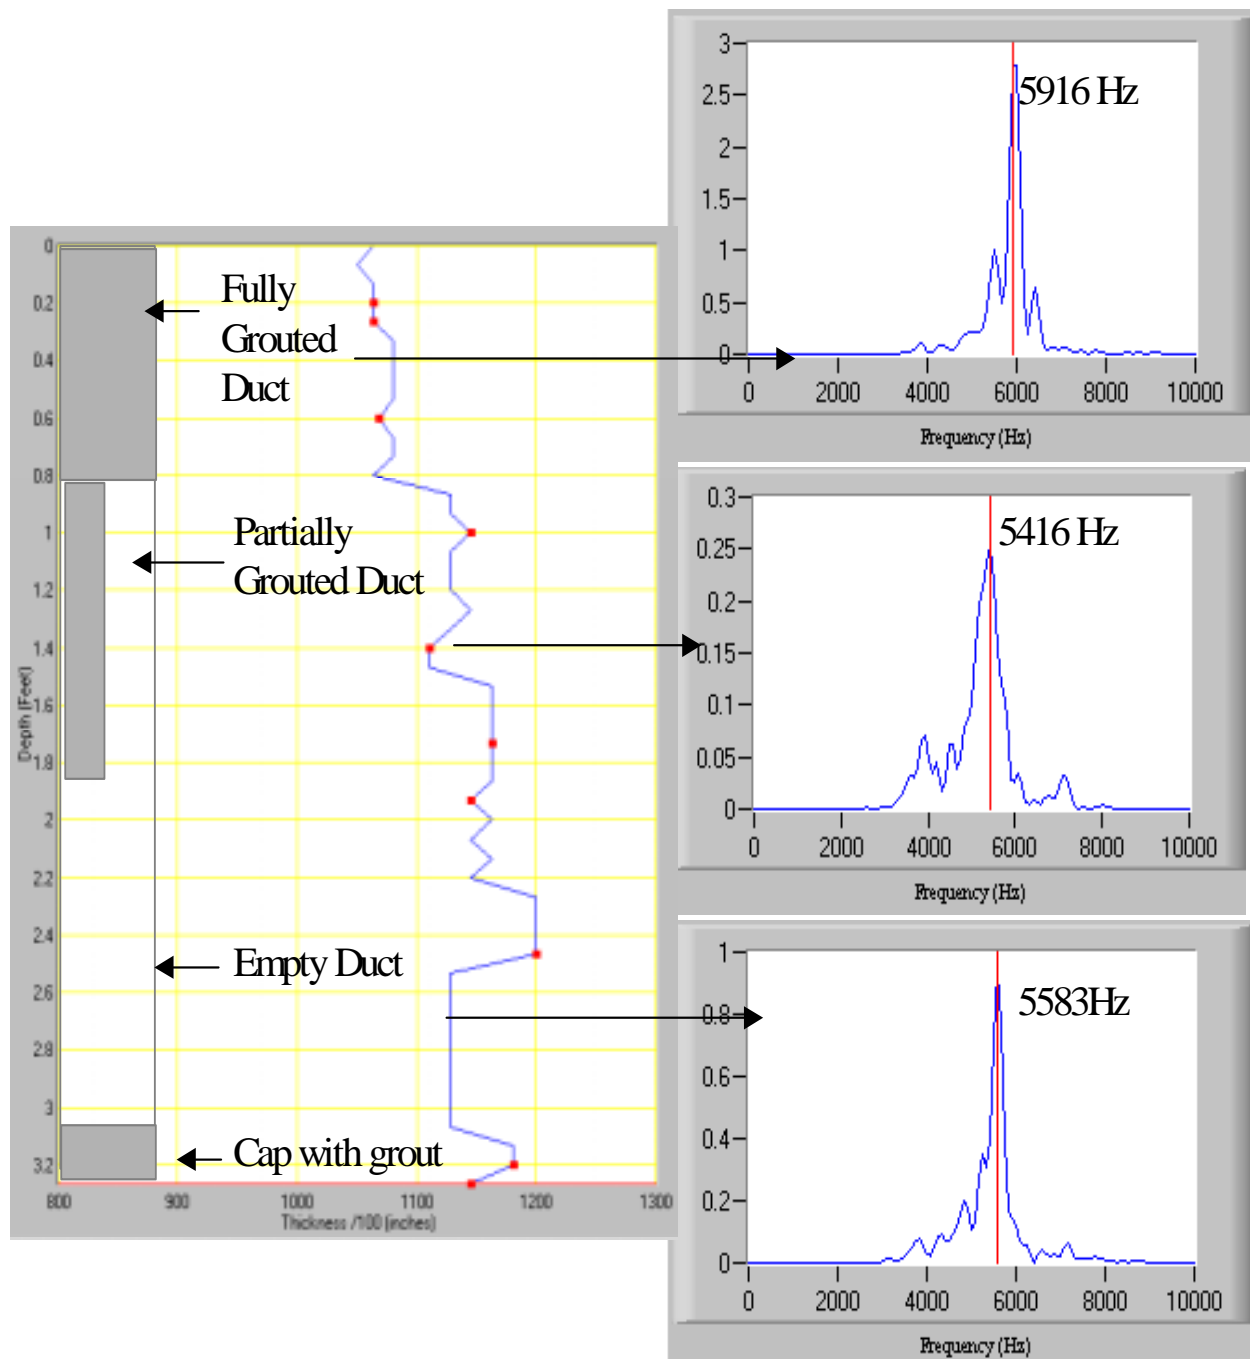 3
2.5
2
1.5
1
0.5
0
5916 Hz
0 2000 4000 6000 8000 10000
Frequency (Hz)
0
0.2
0.4
0.6
0.8
1
1.2
1.4
1.6
1.8
2
2.2
2.4
2.6
2.8
3
3.2
Depth (Feet)
Fully
Grouted
Duct
Partially
Grouted Duct
Empty Duct
Cap with grout
800 900 1000 1100 1200 1300
Thickness /100 (inches)
0.3
0.25
0.2
0.15
0.1
0.05
0
5416 Hz
0 2000 4000 6000 8000 10000
Frequency (Hz)
1
0.8
0.6
0.4
0.2
0
5583Hz
0 2000 4000 6000 8000 10000
Frequency (Hz)